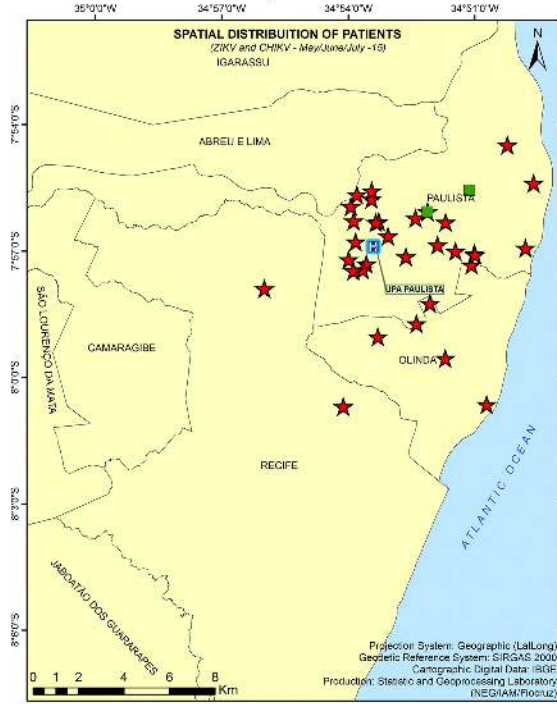 35°0'0"W 34°57'0"W 34°54'0"W 34°51'0"W
SPATIAL DISTRIBUITION OF PATIENTS
(ZIKV and CHIKV - May/June/July -15)
N
IGARASSU
7°54'0"S
ABREU E LIMA
PAULISTA
7°57'0"S
H
UPA PAULISTA
SÃO LOURENÇO DA MATA
CAMARAGIBE
OLINDA
8°0'0"S
RECIFE
ATLANTIC OCEAN
8°3'0"S
JABOATÃO DOS GUARARAPES
8°6'0"S
Projection System: Geographic (LatLong)
Geodetic Reference System: SIRGAS 2000
Cartographic Digital Data: IBGE
Production: Statistic and Geoprocessing Laboratory
(NEG/IAM/Fiocruz)
0 1 2 4 6 8
Km